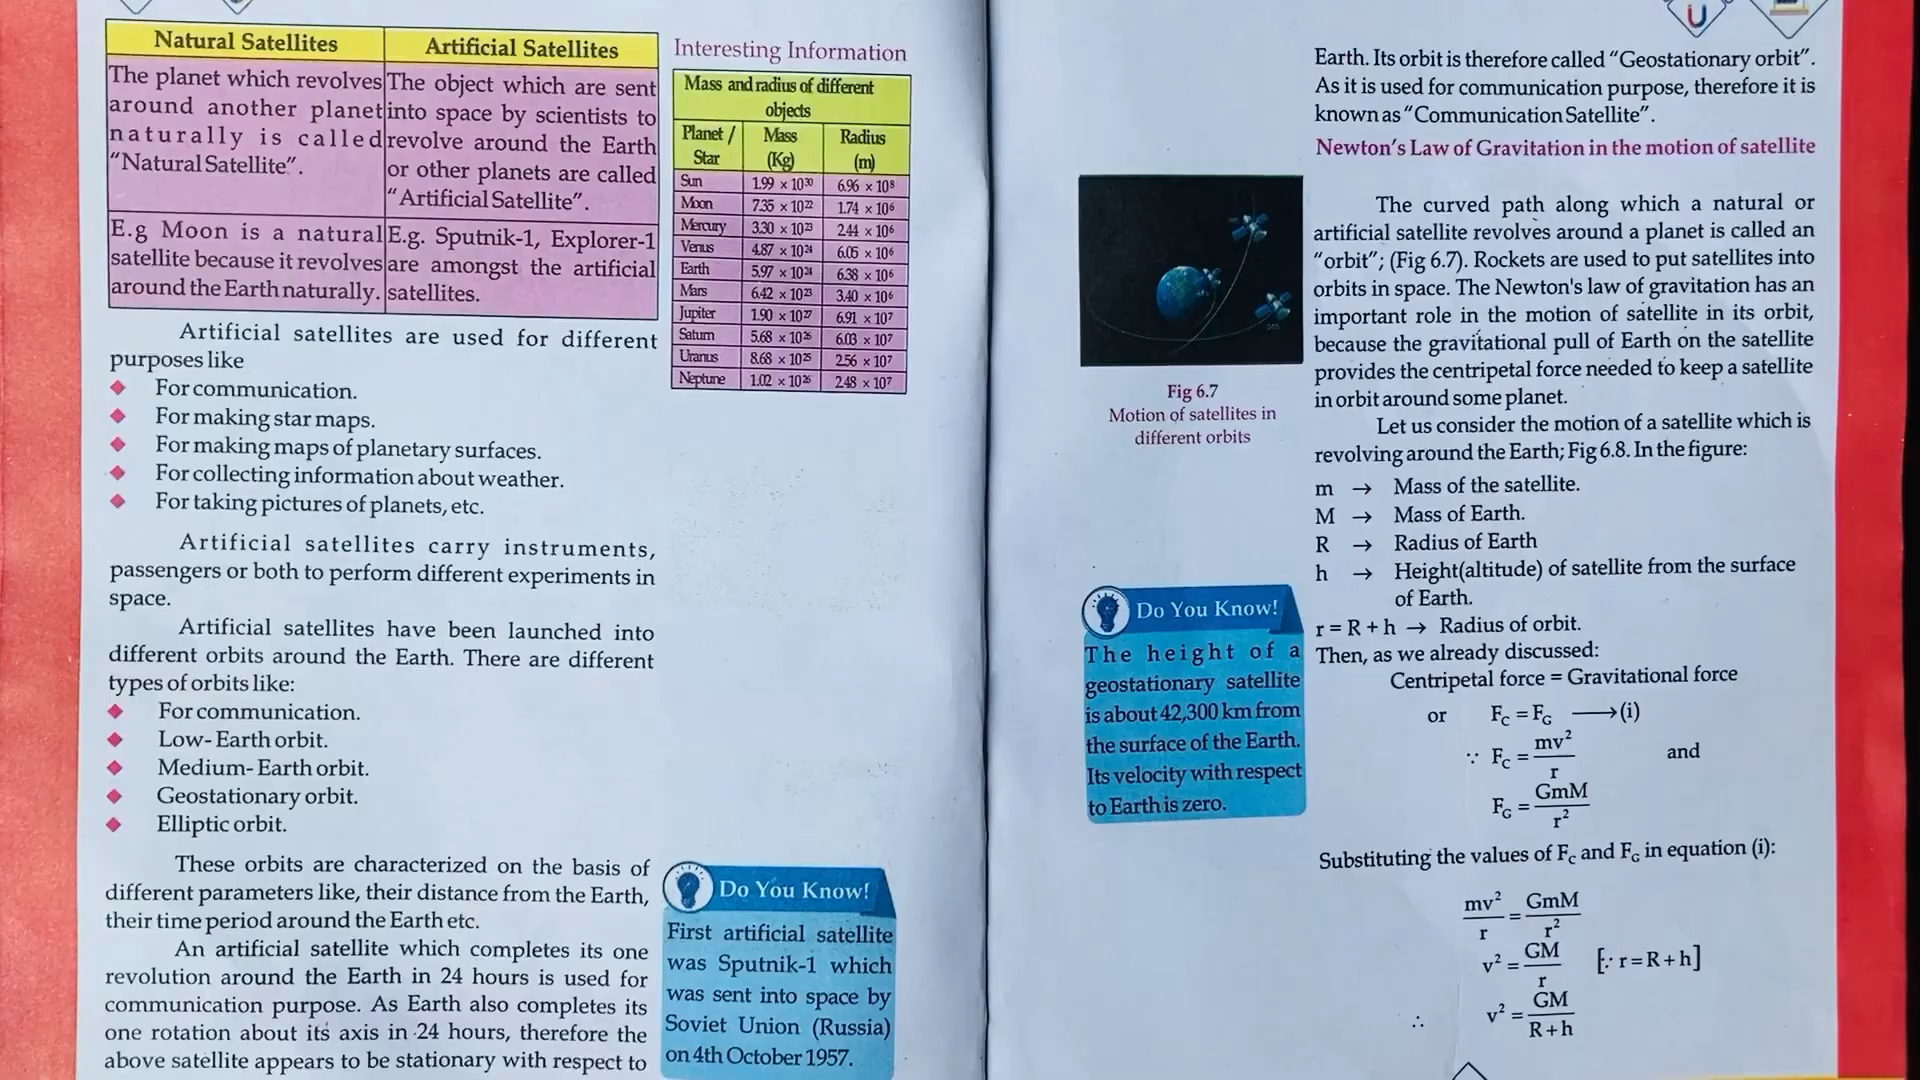 Natural Satellites
Artificial Satellites
The planet which revolves
around another planet
naturally is called
"Natural Satellite".
The object which are sent
into space by scientists to
revolve around the Earth
or other planets are called
"Artificial Satellite".
E.g Moon is a natural
satellite because it revolves
around the Earth naturally.
E.g. Sputnik-1, Explorer-1
are amongst the artificial
satellites.
Artificial satellites are used for different
purposes like
For communication.
For making star maps.
For making maps of planetary surfaces.
For collecting information about weather.
For taking pictures of planets, etc.
Artificial satellites carry instruments,
passengers or both to perform different experiments in
space.
Artificial satellites have been launched into
different orbits around the Earth. There are different
types of orbits like:
For communication.
Low- Earth orbit.
Medium- Earth orbit.
Geostationary orbit.
Elliptic orbit.
These orbits are characterized on the basis of
different parameters like, their distance from the Earth,
their time period around the Earth etc.
An artificial satellite which completes its one
revolution around the Earth in 24 hours is used for
communication purpose. As Earth also completes its
one rotation about its axis in 24 hours, therefore the
above satellite appears to be stationary with respect to
Interesting Information
Mass and radius of different
objects
Planet / Star Mass (Kg) Radius (m)
Sun 1.99 × 10³⁰ 6.96 × 10⁸
Moon 7.35 × 10²² 1.74 × 10⁶
Mercury 3.30 × 10²³ 2.44 × 10⁶
Venus 4.87 × 10²⁴ 6.05 × 10⁶
Earth 5.97 × 10²⁴ 6.38 × 10⁶
Mars 6.42 × 10²³ 3.40 × 10⁶
Jupiter 1.90 × 10²⁷ 6.91 × 10⁷
Saturn 5.68 × 10²⁶ 6.03 × 10⁷
Uranus 8.68 × 10²⁵ 2.56 × 10⁷
Neptune 1.02 × 10²⁶ 2.48 × 10⁷
Do You Know!
First artificial satellite
was Sputnik-1 which
was sent into space by
Soviet Union (Russia)
on 4th October 1957.
Earth. Its orbit is therefore called "Geostationary orbit".
As it is used for communication purpose, therefore it is
known as "Communication Satellite".
Newton's Law of Gravitation in the motion of satellite
The curved path along which a natural or
artificial satellite revolves around a planet is called an
"orbit"; (Fig 6.7). Rockets are used to put satellites into
orbits in space. The Newton's law of gravitation has an
important role in the motion of satellite in its orbit,
because the gravitational pull of Earth on the satellite
provides the centripetal force needed to keep a satellite
in orbit around some planet.
Let us consider the motion of a satellite which is
revolving around the Earth; Fig 6.8. In the figure:
m → Mass of the satellite.
M → Mass of Earth.
R → Radius of Earth
h → Height(altitude) of satellite from the surface
of Earth.
r = R + h → Radius of orbit.
Then, as we already discussed:
Centripetal force = Gravitational force
or F_C = F_G ⟶ (i)
∵ F_C = mv²/r and
F_G = GmM/r²
Substituting the values of F_C and F_G in equation (i):
mv²/r = GmM/r²
v² = GM/r [∵ r = R + h]
∴ v² = GM/R+h
Fig 6.7
Motion of satellites in
different orbits
Do You Know!
The height of a
geostationary satellite
is about 42,300 km from
the surface of the Earth.
Its velocity with respect
to Earth is zero.